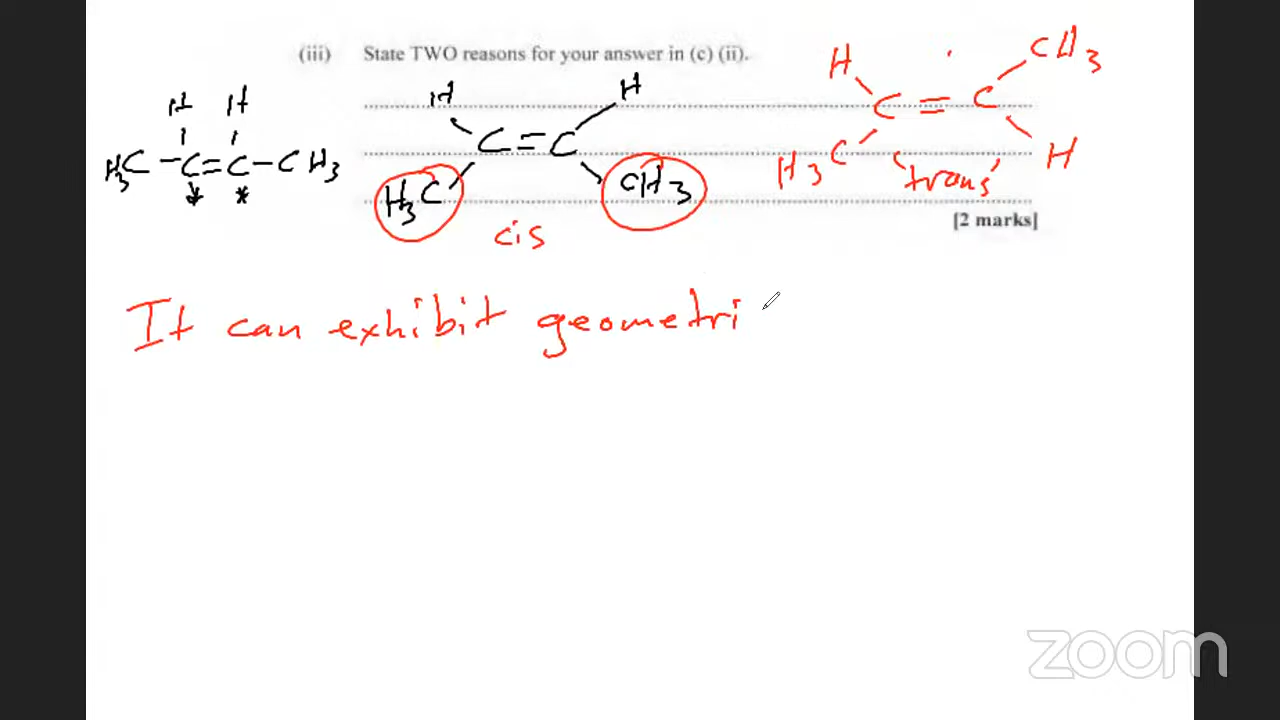 (iii) State TWO reasons for your answer in (c) (ii).
H H
H₃C-C=C-CH₃
* *
H H
C=C
H₃C CH₃
cis
H CH₃
C=C
H₃C H
'trans'
[2 marks]
It can exhibit geometri
zoom